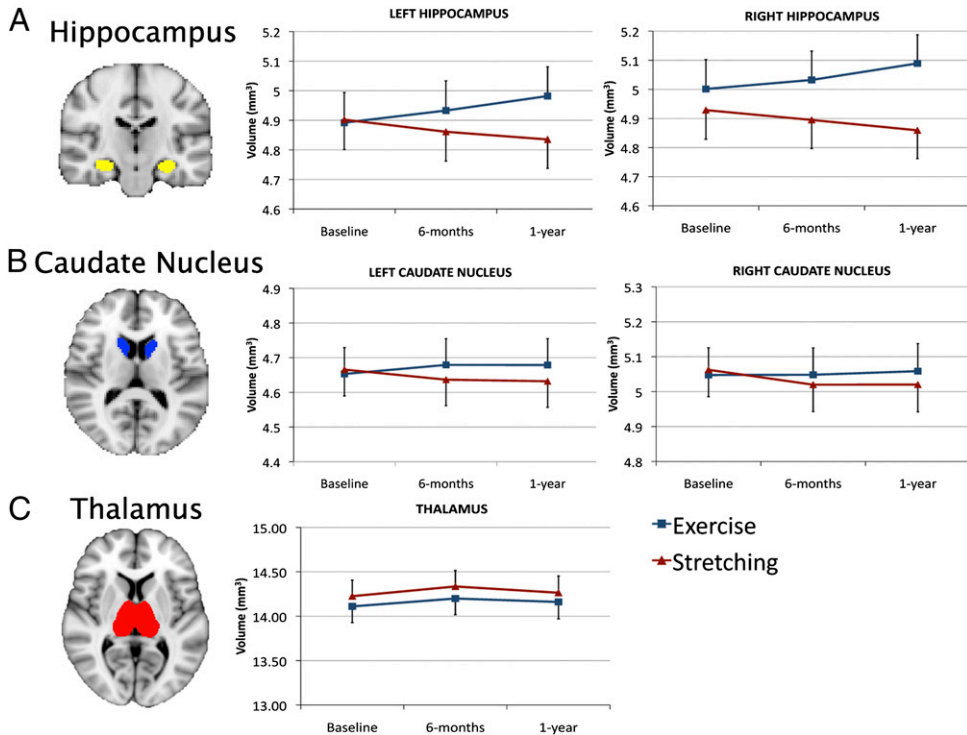 A
Hippocampus
LEFT HIPPOCAMPUS
Volume (mm³)
5.2
5.1
5
4.9
4.8
4.7
4.6
Baseline 6-months 1-year
RIGHT HIPPOCAMPUS
Volume (mm³)
5.2
5.1
5
4.9
4.8
4.7
4.6
Baseline 6-months 1-year
B Caudate Nucleus
LEFT CAUDATE NUCLEUS
Volume (mm³)
4.9
4.8
4.7
4.6
4.5
4.4
Baseline 6-months 1-year
RIGHT CAUDATE NUCLEUS
Volume (mm³)
5.3
5.2
5.1
5
4.9
4.8
Baseline 6-months 1-year
C
Thalamus
THALAMUS
Volume (mm³)
15.00
14.50
14.00
13.50
13.00
Baseline 6-months 1-year
Exercise
Stretching